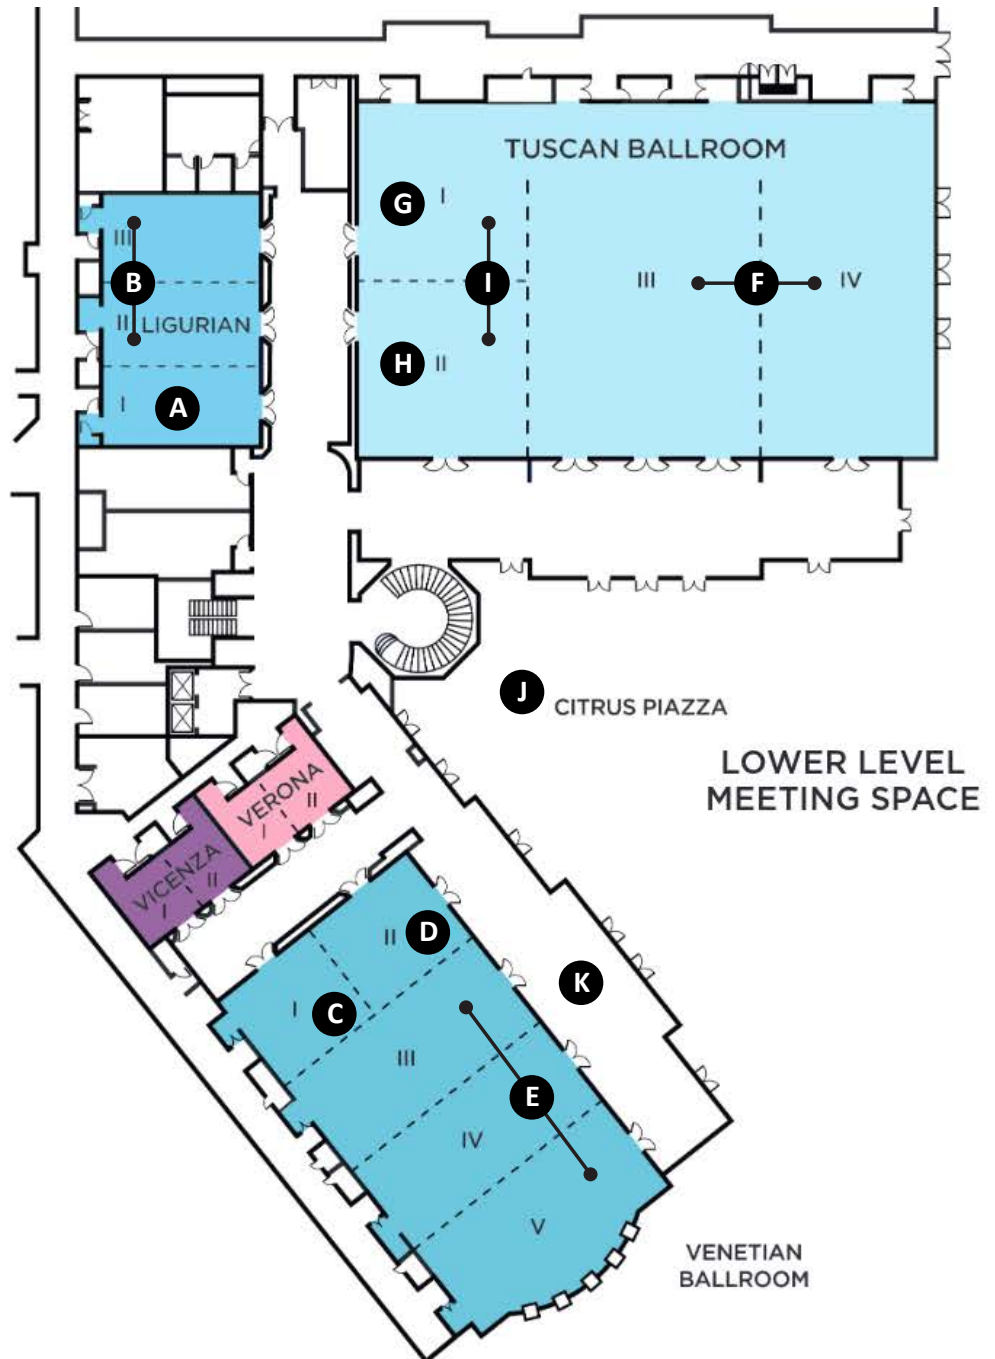 TUSCAN BALLROOM
G
I
III
B
I
III
F
IV
II
LIGURIAN
H
II
I
A
J
CITRUS PIAZZA
LOWER LEVEL
MEETING SPACE
VERONA
I
II
VICENZA
I
II
II
D
K
I
C
III
E
IV
V
VENETIAN
BALLROOM